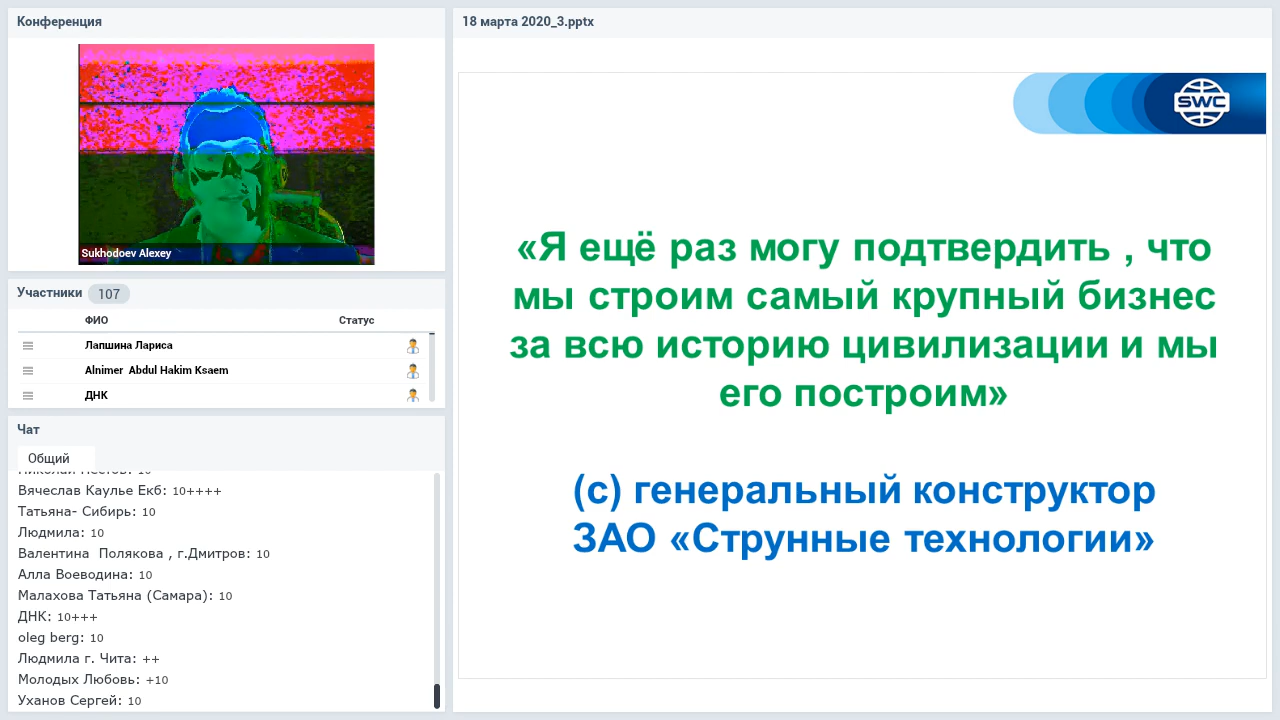 Конференция
Sukhodoev Alexey
Участники 107
ФИО Статус
Лапшина Лариса
Alnimer Abdul Hakim Ksaem
ДНК
Чат
Общий
Вячеслав Каулье Екб: 10++++
Татьяна- Сибирь: 10
Людмила: 10
Валентина Полякова , г.Дмитров: 10
Алла Воеводина: 10
Малахова Татьяна (Самара): 10
ДНК: 10+++
oleg berg: 10
Людмила г. Чита: ++
Молодых Любовь: +10
Уханов Сергей: 10
18 марта 2020_3.pptx
SWC
«Я ещё раз могу подтвердить , что
мы строим самый крупный бизнес
за всю историю цивилизации и мы
его построим»
(с) генеральный конструктор
ЗАО «Струнные технологии»